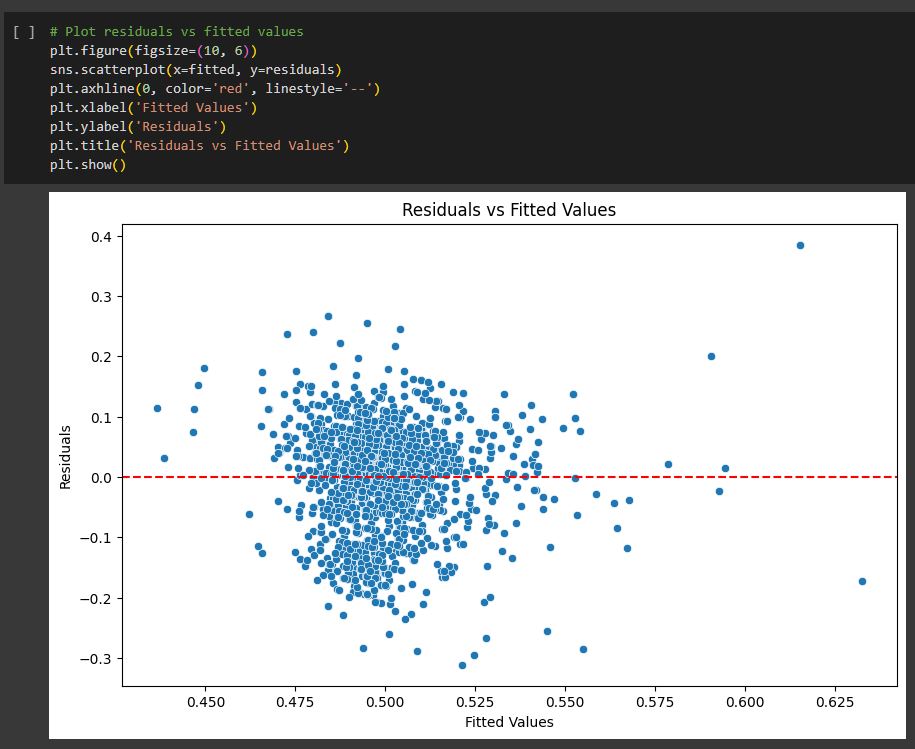 [ ] # Plot residuals vs fitted values
plt.figure(figsize=(10, 6))
sns.scatterplot(x=fitted, y=residuals)
plt.axhline(0, color='red', linestyle='--')
plt.xlabel('Fitted Values')
plt.ylabel('Residuals')
plt.title('Residuals vs Fitted Values')
plt.show()
Residuals vs Fitted Values
0.4
0.3
0.2
0.1
0.0
−0.1
−0.2
−0.3
Residuals
0.450 0.475 0.500 0.525 0.550 0.575 0.600 0.625
Fitted Values